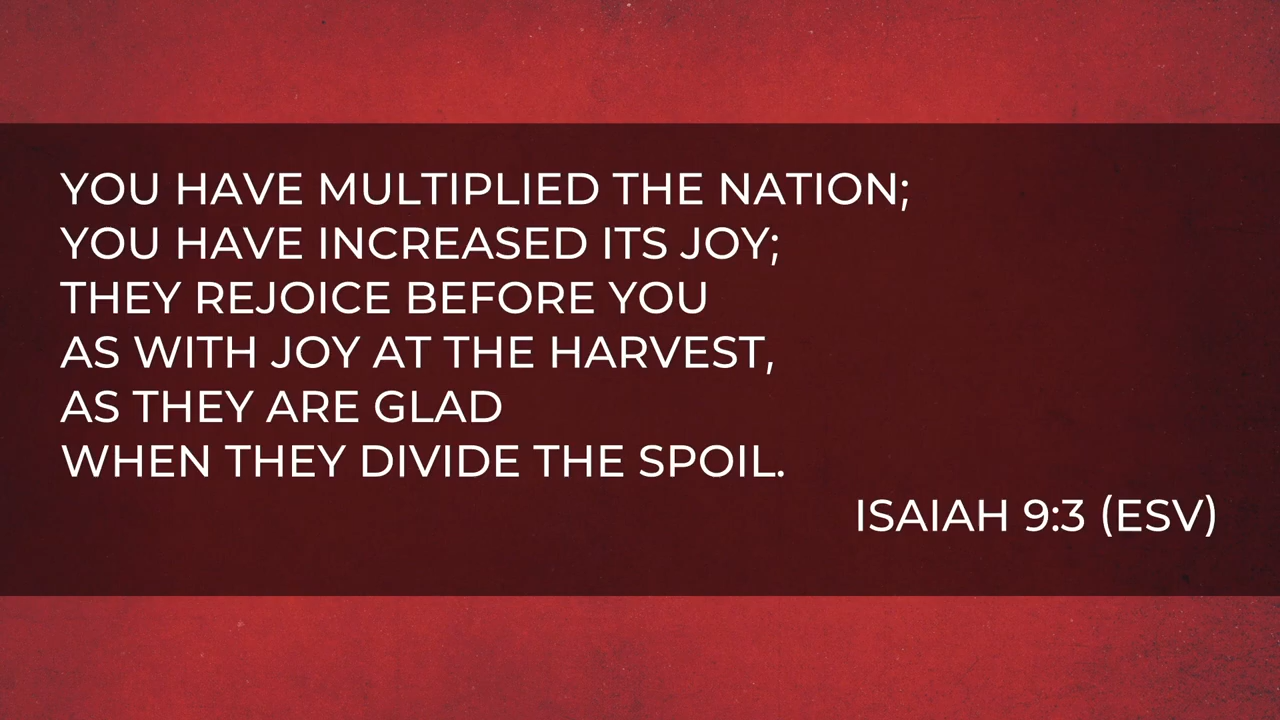 YOU HAVE MULTIPLIED THE NATION;
YOU HAVE INCREASED ITS JOY;
THEY REJOICE BEFORE YOU
AS WITH JOY AT THE HARVEST,
AS THEY ARE GLAD
WHEN THEY DIVIDE THE SPOIL.
ISAIAH 9:3 (ESV)